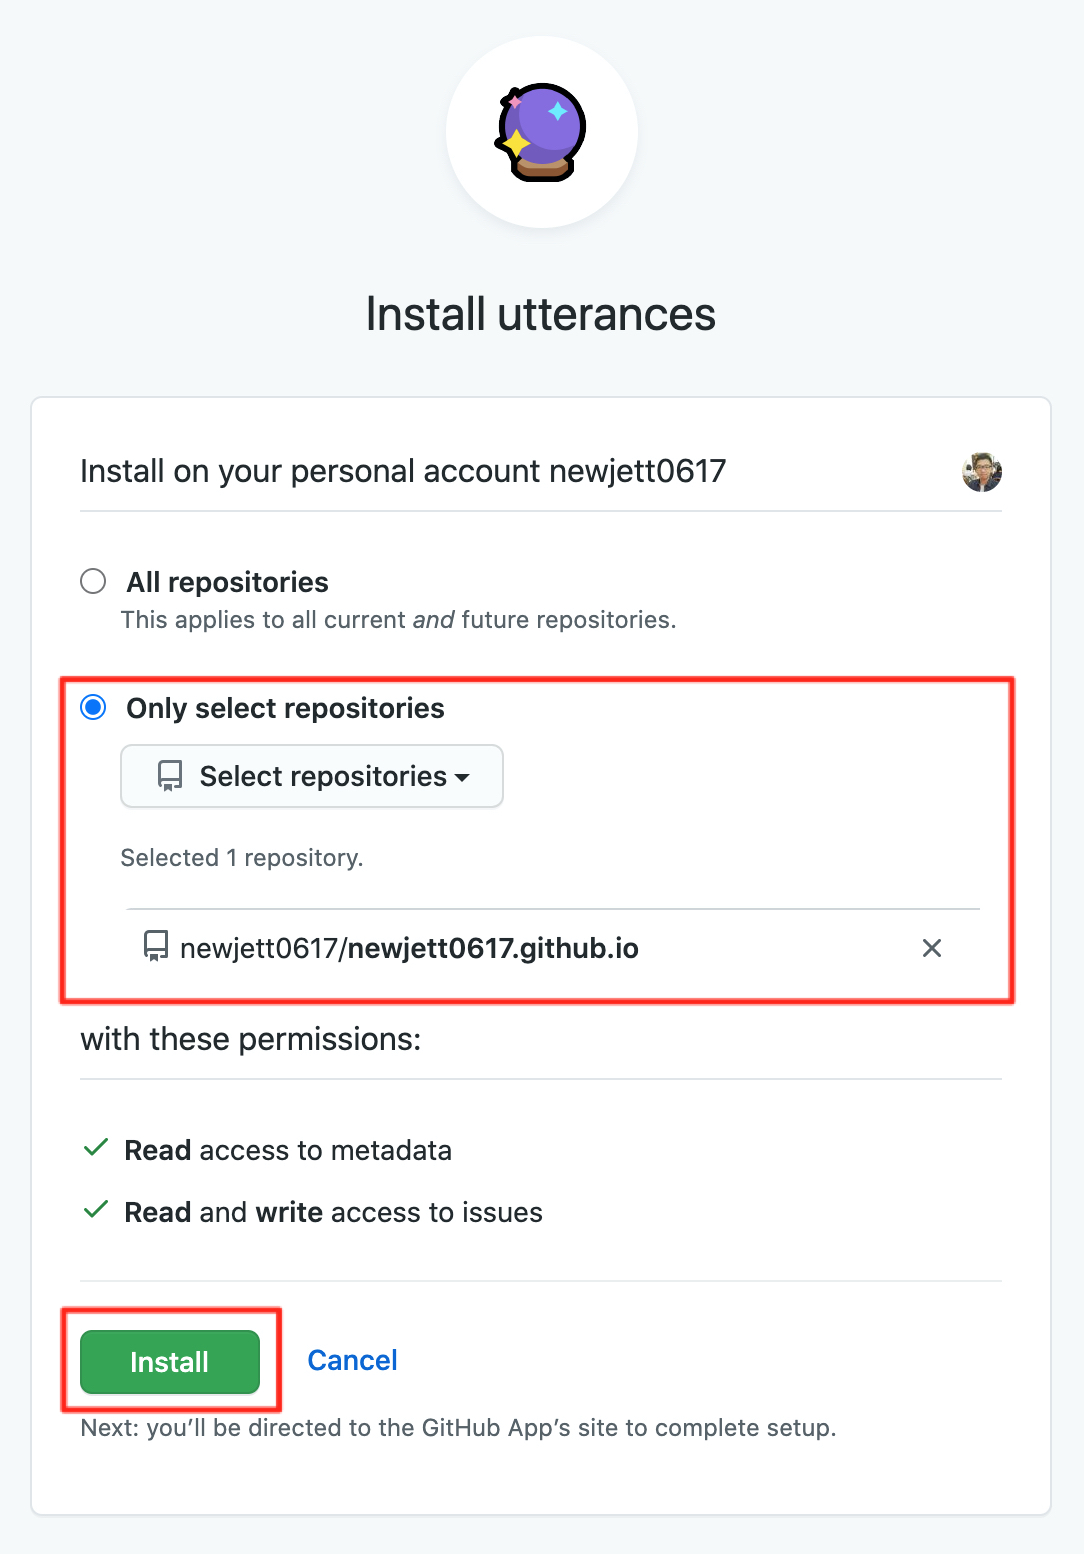 Install utterances
Install on your personal account newjett0617
All repositories
This applies to all current and future repositories.
Only select repositories
Select repositories
Selected 1 repository.
newjett0617/newjett0617.github.io
with these permissions:
Read access to metadata
Read and write access to issues
Install
Cancel
Next: you’ll be directed to the GitHub App’s site to complete setup.